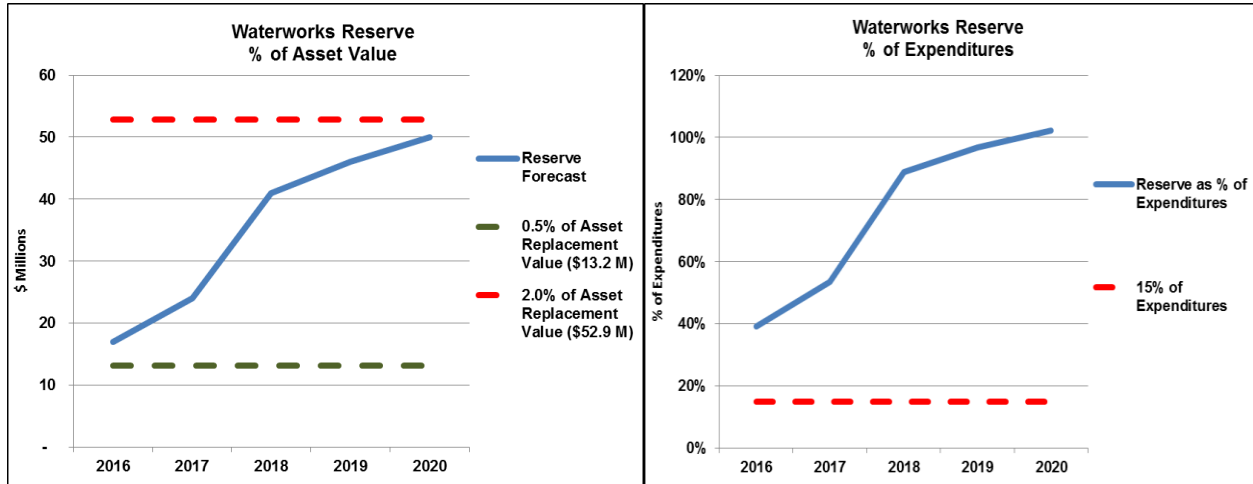 Waterworks Reserve
% of Asset Value
60
50
40
30
20
10
-
$ Millions
2016 2017 2018 2019 2020
Reserve
Forecast
0.5% of Asset
Replacement
Value ($13.2 M)
2.0% of Asset
Replacement
Value ($52.9 M)
Waterworks Reserve
% of Expenditures
120%
100%
80%
60%
40%
20%
0%
% of Expenditures
2016 2017 2018 2019 2020
Reserve as % of
Expenditures
15% of
Expenditures